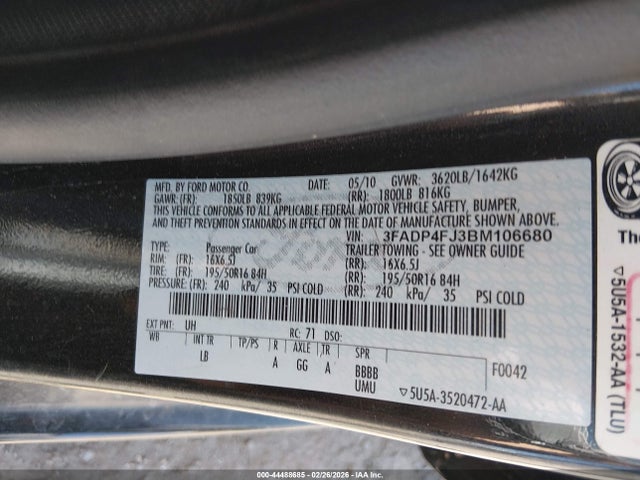 MFD. BY FORD MOTOR CO. DATE: 05/10 GVWR: 3620LB/1642KG
GAWR: (FR): 1850LB 839KG (RR): 1800LB 816KG
THIS VEHICLE CONFORMS TO ALL APPLICABLE FEDERAL MOTOR VEHICLE SAFETY, BUMPER,
AND THEFT PREVENTION STANDARDS IN EFFECT ON THE DATE OF MANUFACTURE SHOWN ABOVE.
VIN: 3FADP4FJ3BM106680
TYPE: Passenger Car TRAILER TOWING – SEE OWNER GUIDE
RIM: (FR): 16X6.5J (RR): 16X6.5J
TIRE: (FR): 195/50R16 84H (RR): 195/50R16 84H
PRESSURE: (FR): 240 kPa/ 35 PSI COLD (RR): 240 kPa/ 35 PSI COLD
EXT PNT: UH RC: 71 DSO:
WB INT TR TP/PS R AXLE TR SPR
LB A GG A BBBB
UMU
F0042
▽5U5A-3520472-AA
The
▽5U5A-1532-AA (TLU)
000-44488685 - 02/26/2026 - IAAI.com